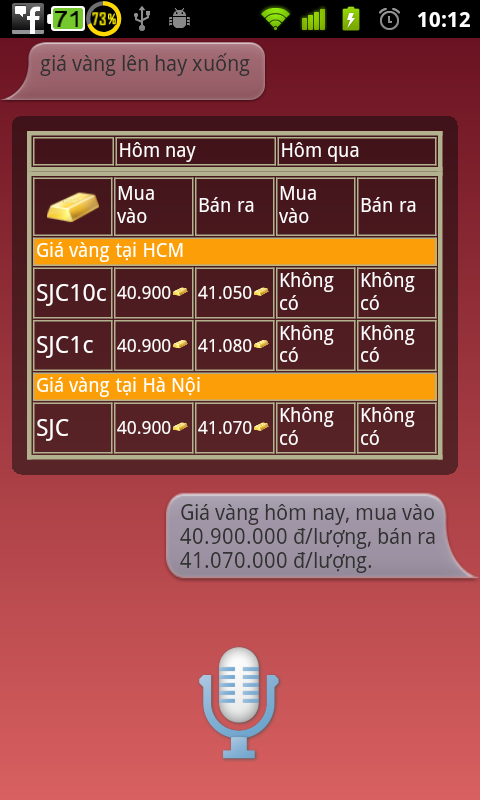 71 73% 10:12
giá vàng lên hay xuống
Hôm nay Hôm qua
Mua vào Bán ra Mua vào Bán ra
Giá vàng tại HCM
SJC10c 40.900 41.050 Không có Không có
SJC1c 40.900 41.080 Không có Không có
Giá vàng tại Hà Nội
SJC 40.900 41.070 Không có Không có
Giá vàng hôm nay, mua vào
40.900.000 đ/lượng, bán ra
41.070.000 đ/lượng.